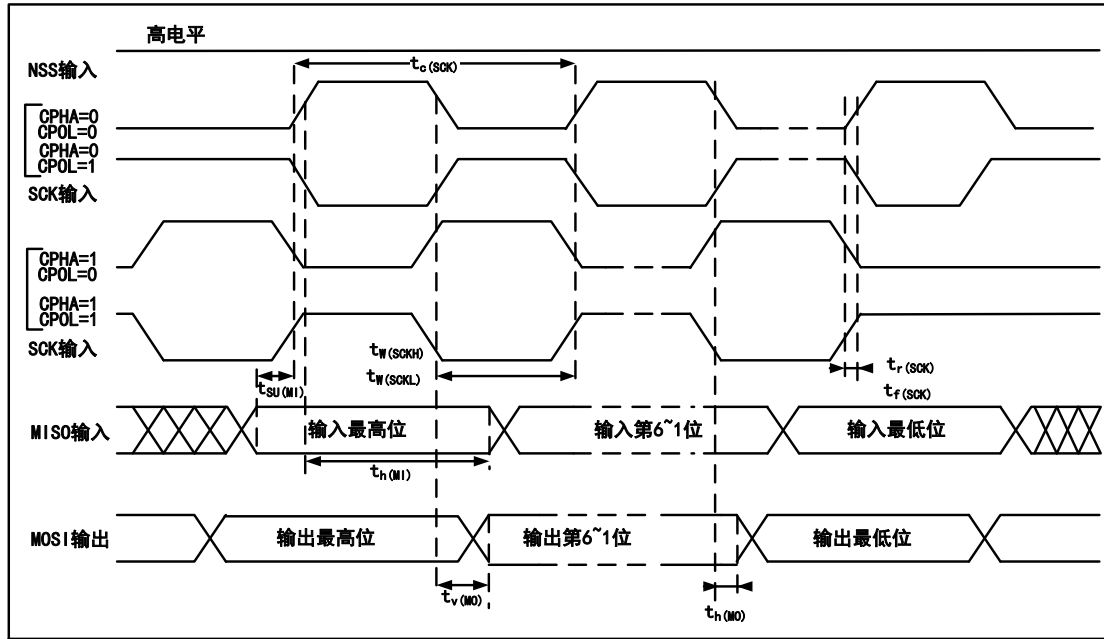 高电平
NSS输入
tc(SCK)
CPHA=0
CPOL=0
CPHA=0
CPOL=1
SCK输入
CPHA=1
CPOL=0
CPHA=1
CPOL=1
SCK输入
tW(SCKH)
tW(SCKL)
tr(SCK)
tf(SCK)
tSU(MI)
MISO输入
输入最高位
输入第6~1位
输入最低位
th(MI)
MOSI输出
输出最高位
输出第6~1位
输出最低位
tv(MO)
th(MO)